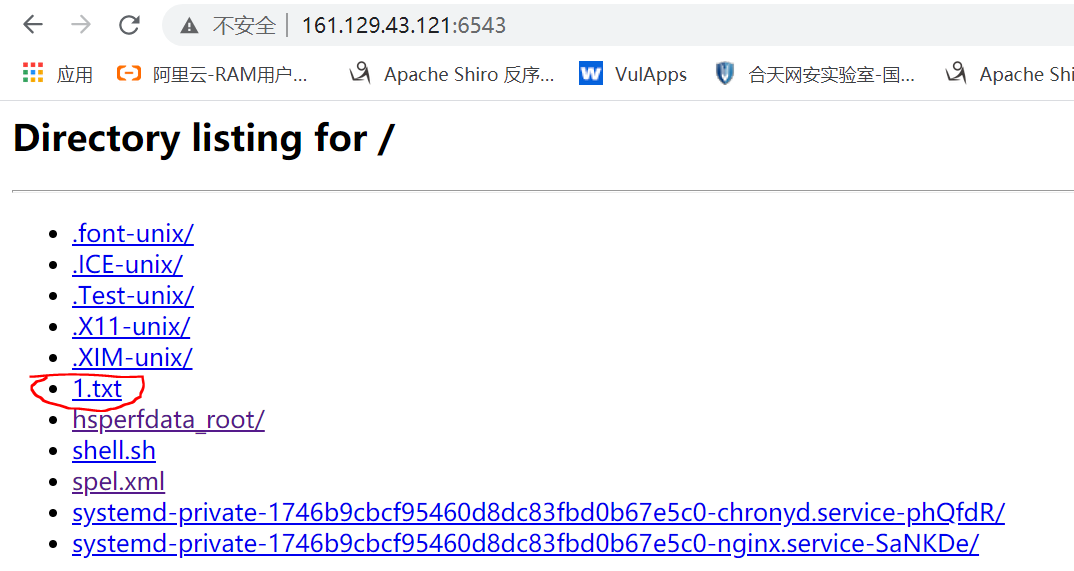 不安全 161.129.43.121:6543
应用 阿里云-RAM用户... Apache Shiro 反序... VulApps 合天网安实验室-国... Apache Shi
Directory listing for /
.font-unix/
.ICE-unix/
.Test-unix/
.X11-unix/
.XIM-unix/
1.txt
hsperfdata_root/
shell.sh
spel.xml
systemd-private-1746b9cbcf95460d8dc83fbd0b67e5c0-chronyd.service-phQfdR/
systemd-private-1746b9cbcf95460d8dc83fbd0b67e5c0-nginx.service-SaNKDe/